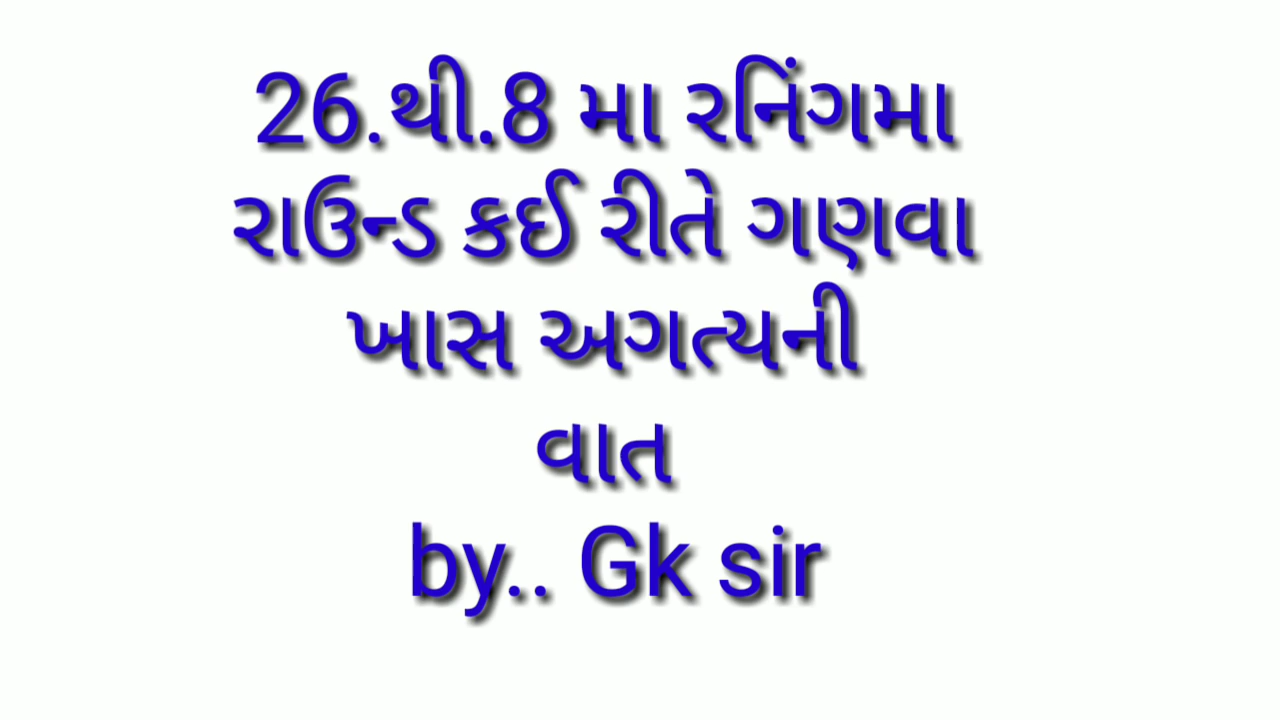 26.થી.8 મા રનિંગમા
રાઉન્ડ કઈ રીતે ગણવા
ખાસ અગત્યની
વાત
by.. Gk sir